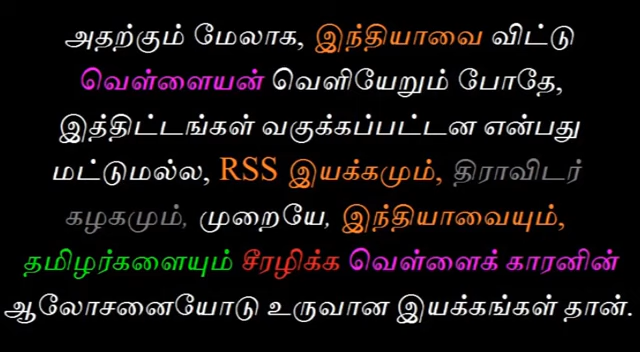 அதற்கும் மேலாக, இந்தியாவை விட்டு
வெள்ளையன் வெளியேறும் போதே,
இத்திட்டங்கள் வகுக்கப்பட்டன என்பது
மட்டுமல்ல, RSS இயக்கமும், திராவிடர்
கழகமும், முறையே, இந்தியாவையும்,
தமிழர்களையும் சீரழிக்க வெள்ளைக் காரனின்
ஆலோசனையோடு உருவான இயக்கங்கள் தான்.